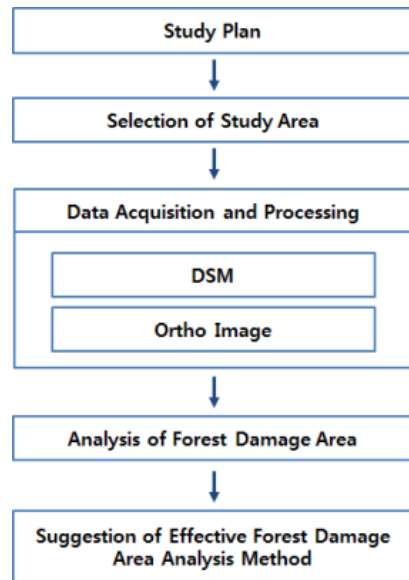 Study Plan
Selection of Study Area
Data Acquisition and Processing
DSM
Ortho Image
Analysis of Forest Damage Area
Suggestion of Effective Forest Damage
Area Analysis Method